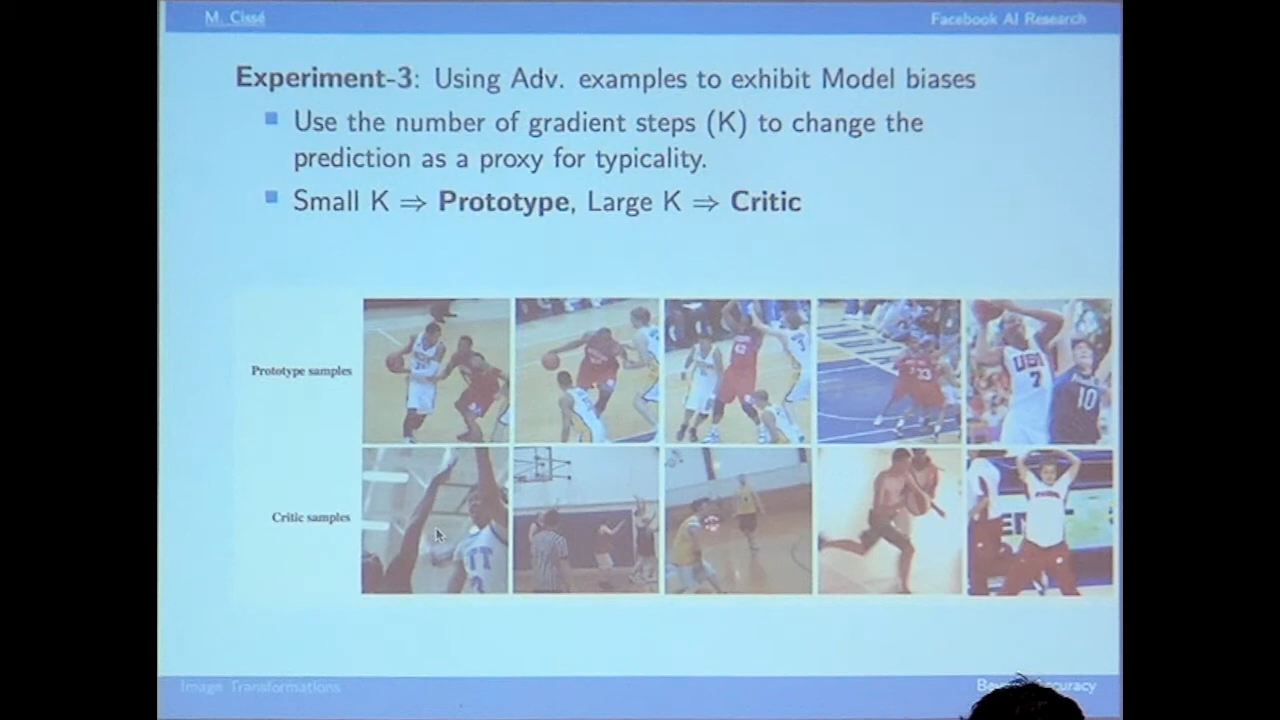 M. Cissé
Facebook AI Research
Experiment-3: Using Adv. examples to exhibit Model biases
Use the number of gradient steps (K) to change the
prediction as a proxy for typicality.
Small K ⇒ Prototype, Large K ⇒ Critic
Prototype samples
USA
7
10
33
Critic samples
Image Transformations
Accuracy